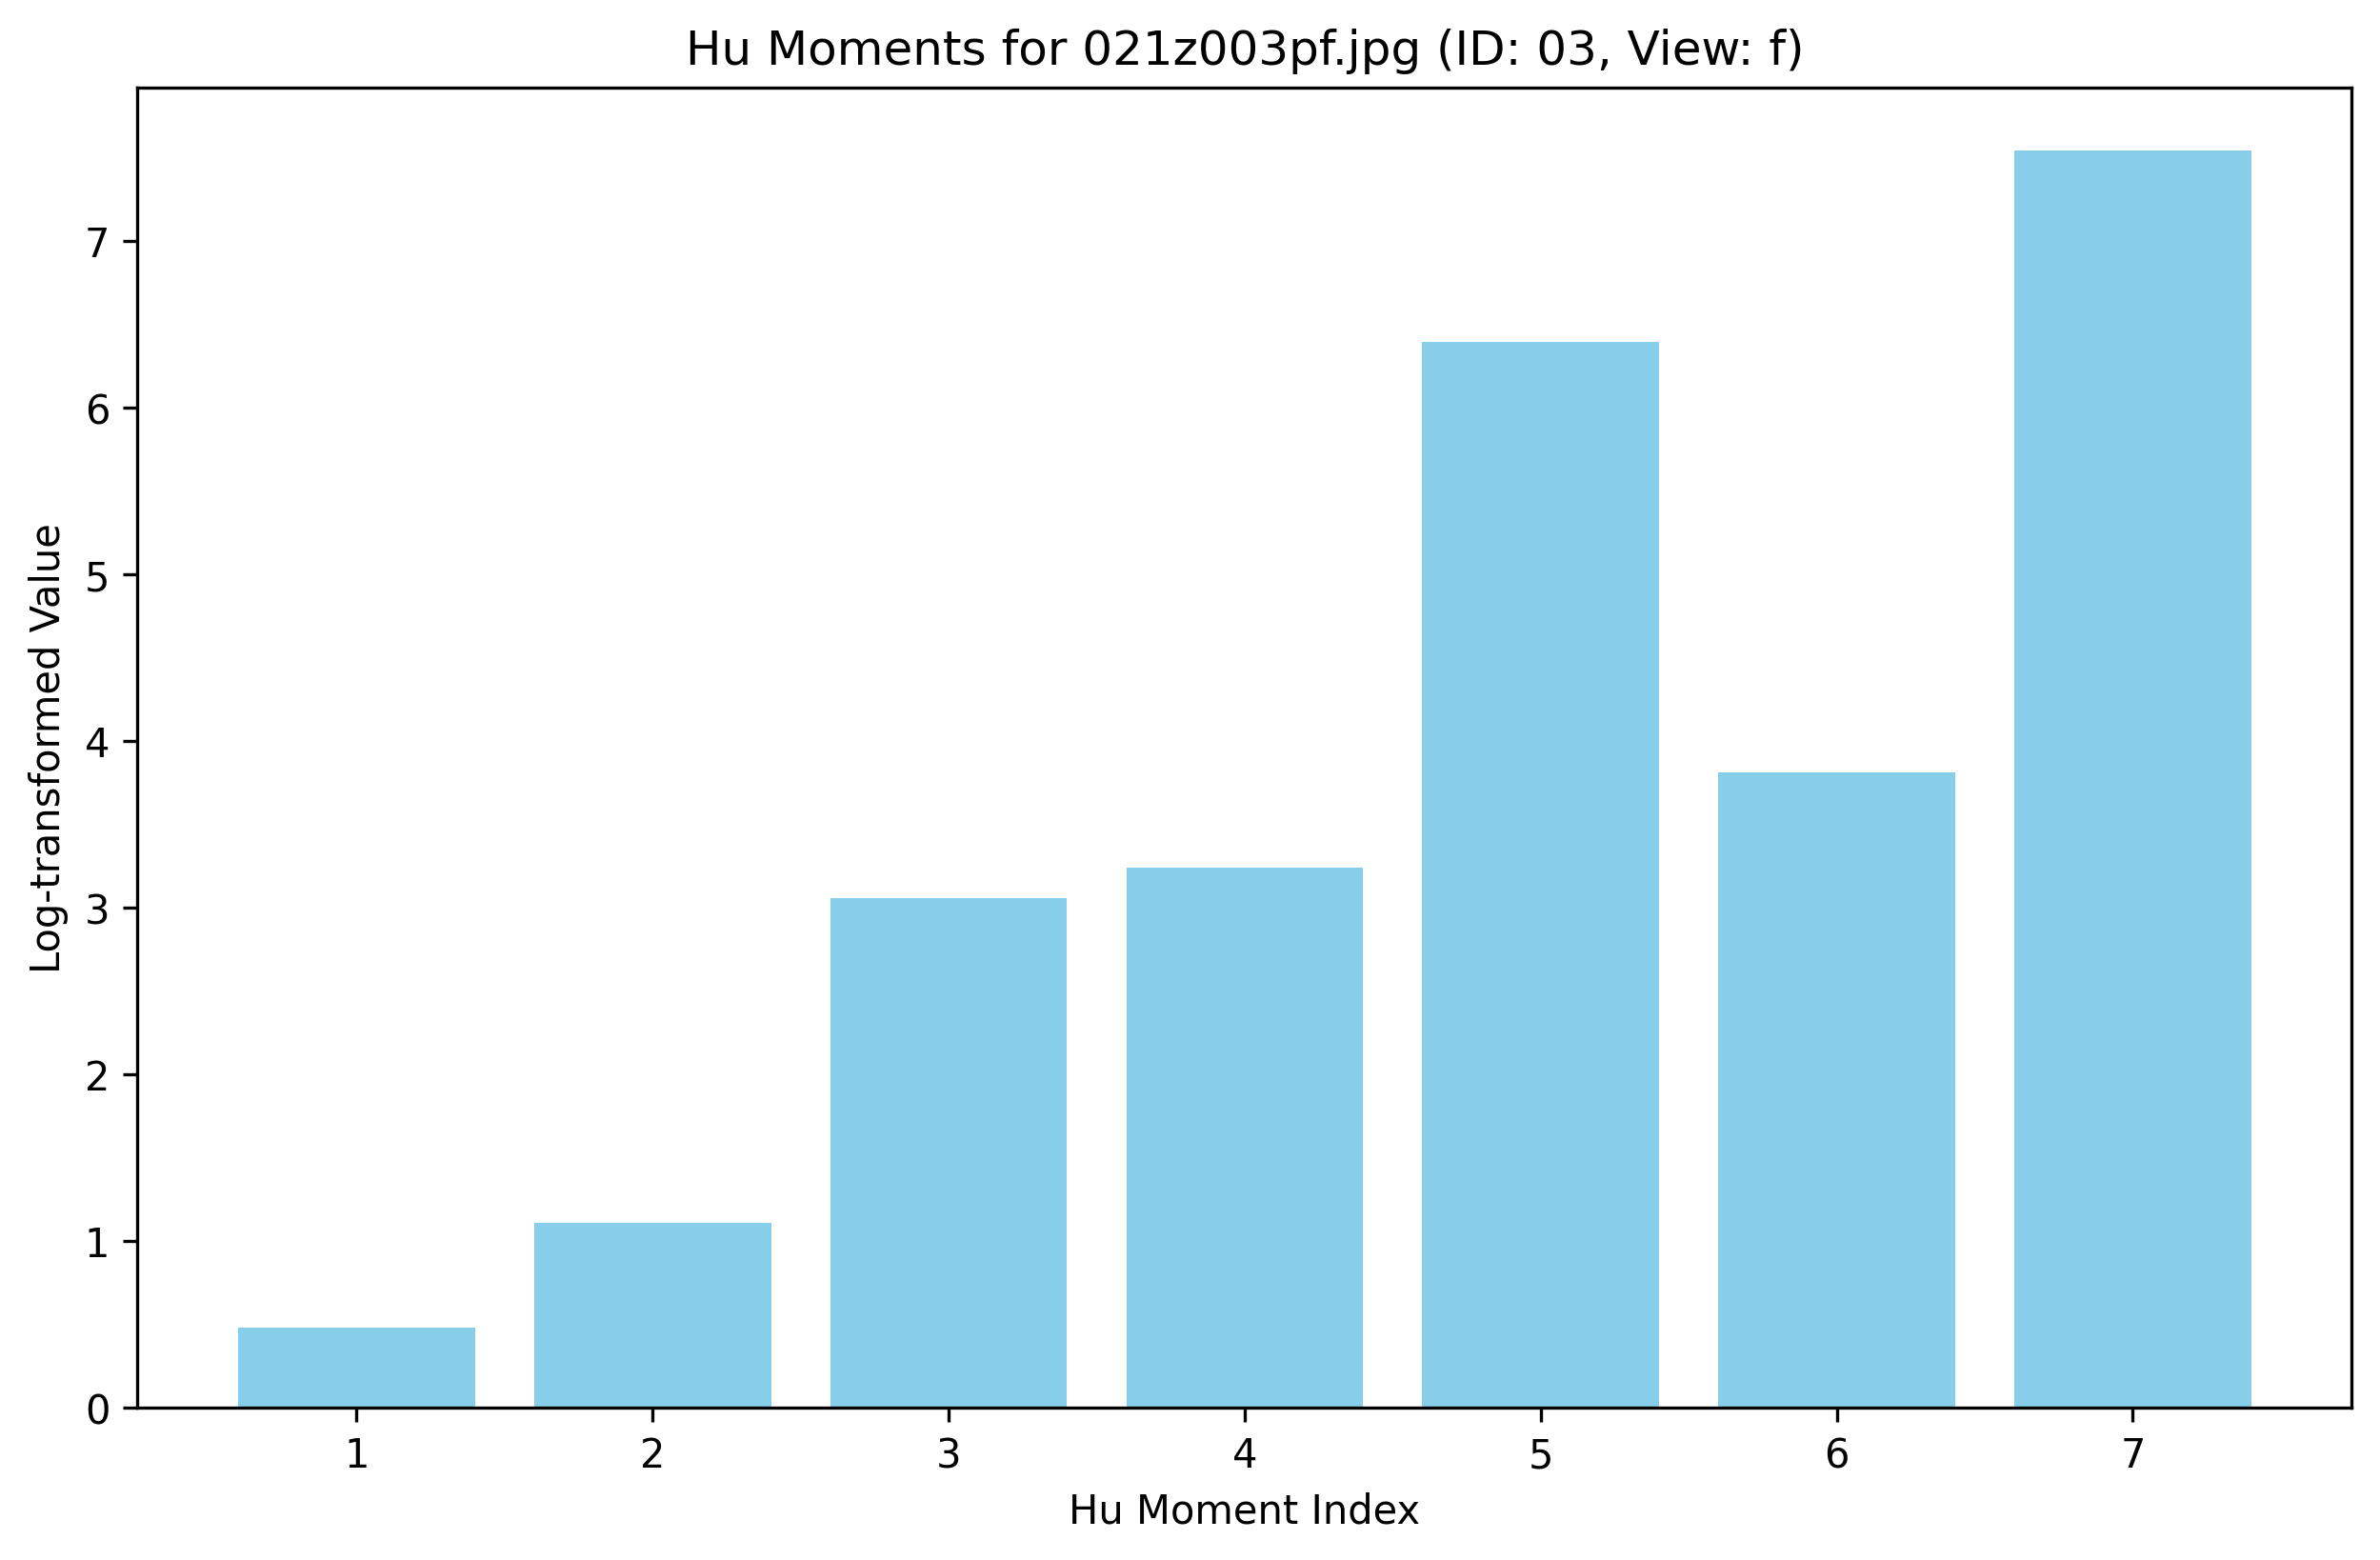 Hu Moments for 021z003pf.jpg (ID: 03, View: f)
Log-transformed Value
7
6
5
4
3
2
1
0
1 2 3 4 5 6 7
Hu Moment Index